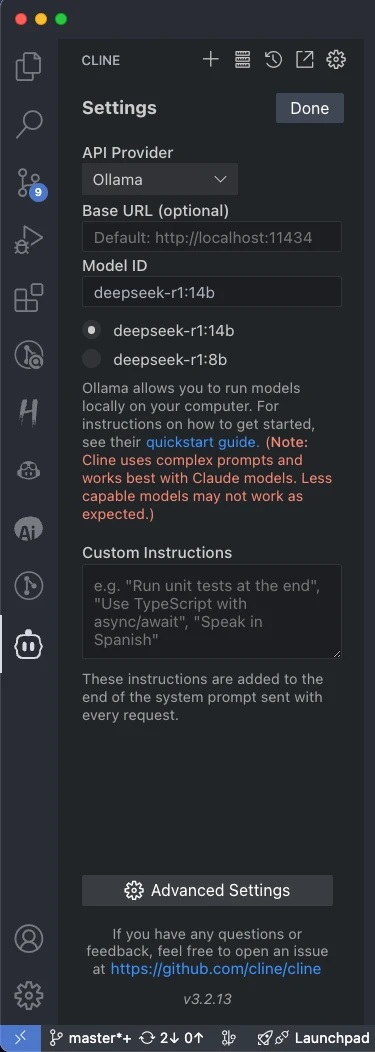 CLINE
Settings
Done
API Provider
Ollama
Base URL (optional)
Default: http://localhost:11434
Model ID
deepseek-r1:14b
deepseek-r1:14b
deepseek-r1:8b
Ollama allows you to run models
locally on your computer. For
instructions on how to get started,
see their quickstart guide. (Note:
Cline uses complex prompts and
works best with Claude models. Less
capable models may not work as
expected.)
9
H
Ai
Custom Instructions
e.g. "Run unit tests at the end",
"Use TypeScript with
async/await", "Speak in
Spanish"
These instructions are added to the
end of the system prompt sent with
every request.
Advanced Settings
If you have any questions or
feedback, feel free to open an issue
at https://github.com/cline/cline
v3.2.13
master*+ 2↓ 0↑ Launchpad